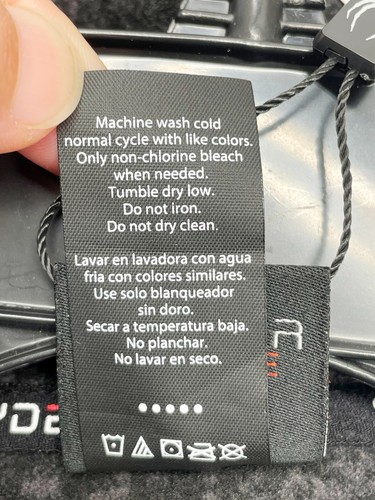 Machine wash cold
normal cycle with like colors.
Only non-chlorine bleach
when needed.
Tumble dry low.
Do not iron.
Do not dry clean.
Lavar en lavadora con agua
fria con colores similares.
Use solo blanqueador
sin doro.
Secar a temperatura baja.
No planchar.
No lavar en seco.